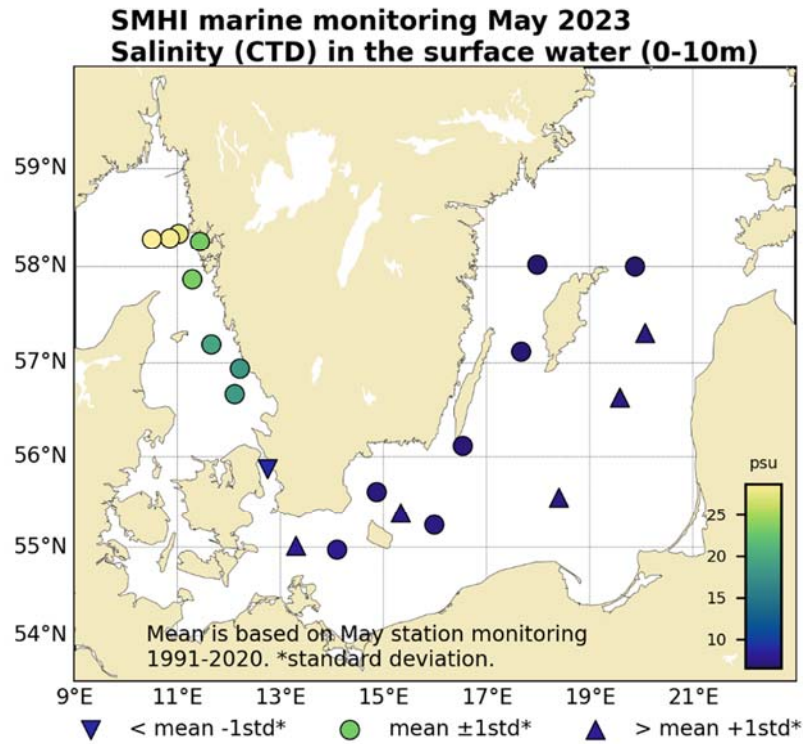 SMHI marine monitoring May 2023
Salinity (CTD) in the surface water (0-10m)
59°N
58°N
57°N
56°N
55°N
54°N
psu
25
20
15
10
Mean is based on May station monitoring
1991-2020. *standard deviation.
9°E 11°E 13°E 15°E 17°E 19°E 21°E
< mean -1std* mean ±1std* > mean +1std*